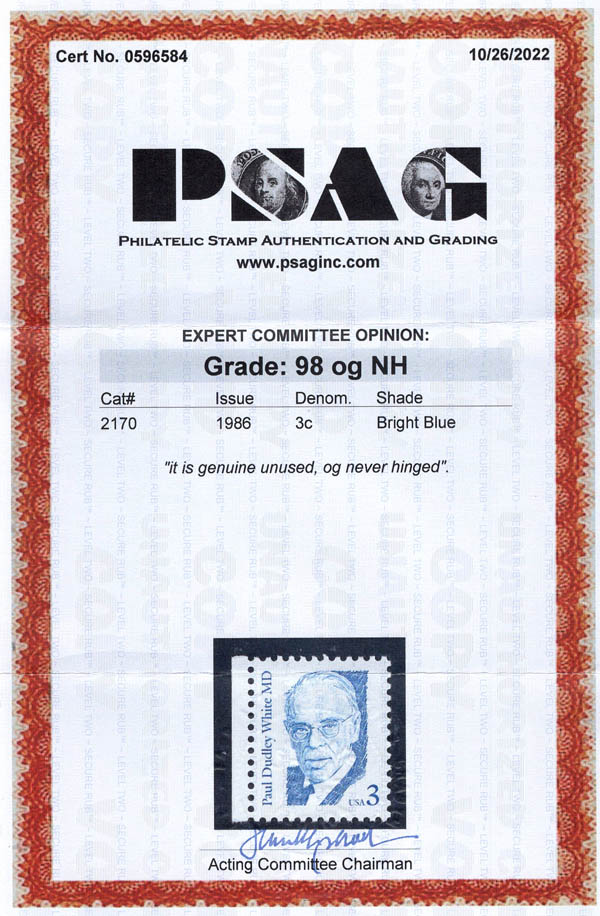 Cert No. 0596584 10/26/2022
PSAG
PHILATELIC STAMP AUTHENTICATION AND GRADING
www.psaginc.com
EXPERT COMMITTEE OPINION:
Grade: 98 og NH
Cat# Issue Denom. Shade
2170 1986 3c Bright Blue
"it is genuine unused, og never hinged".
Paul Dudley White MD
USA 3
Acting Committee Chairman